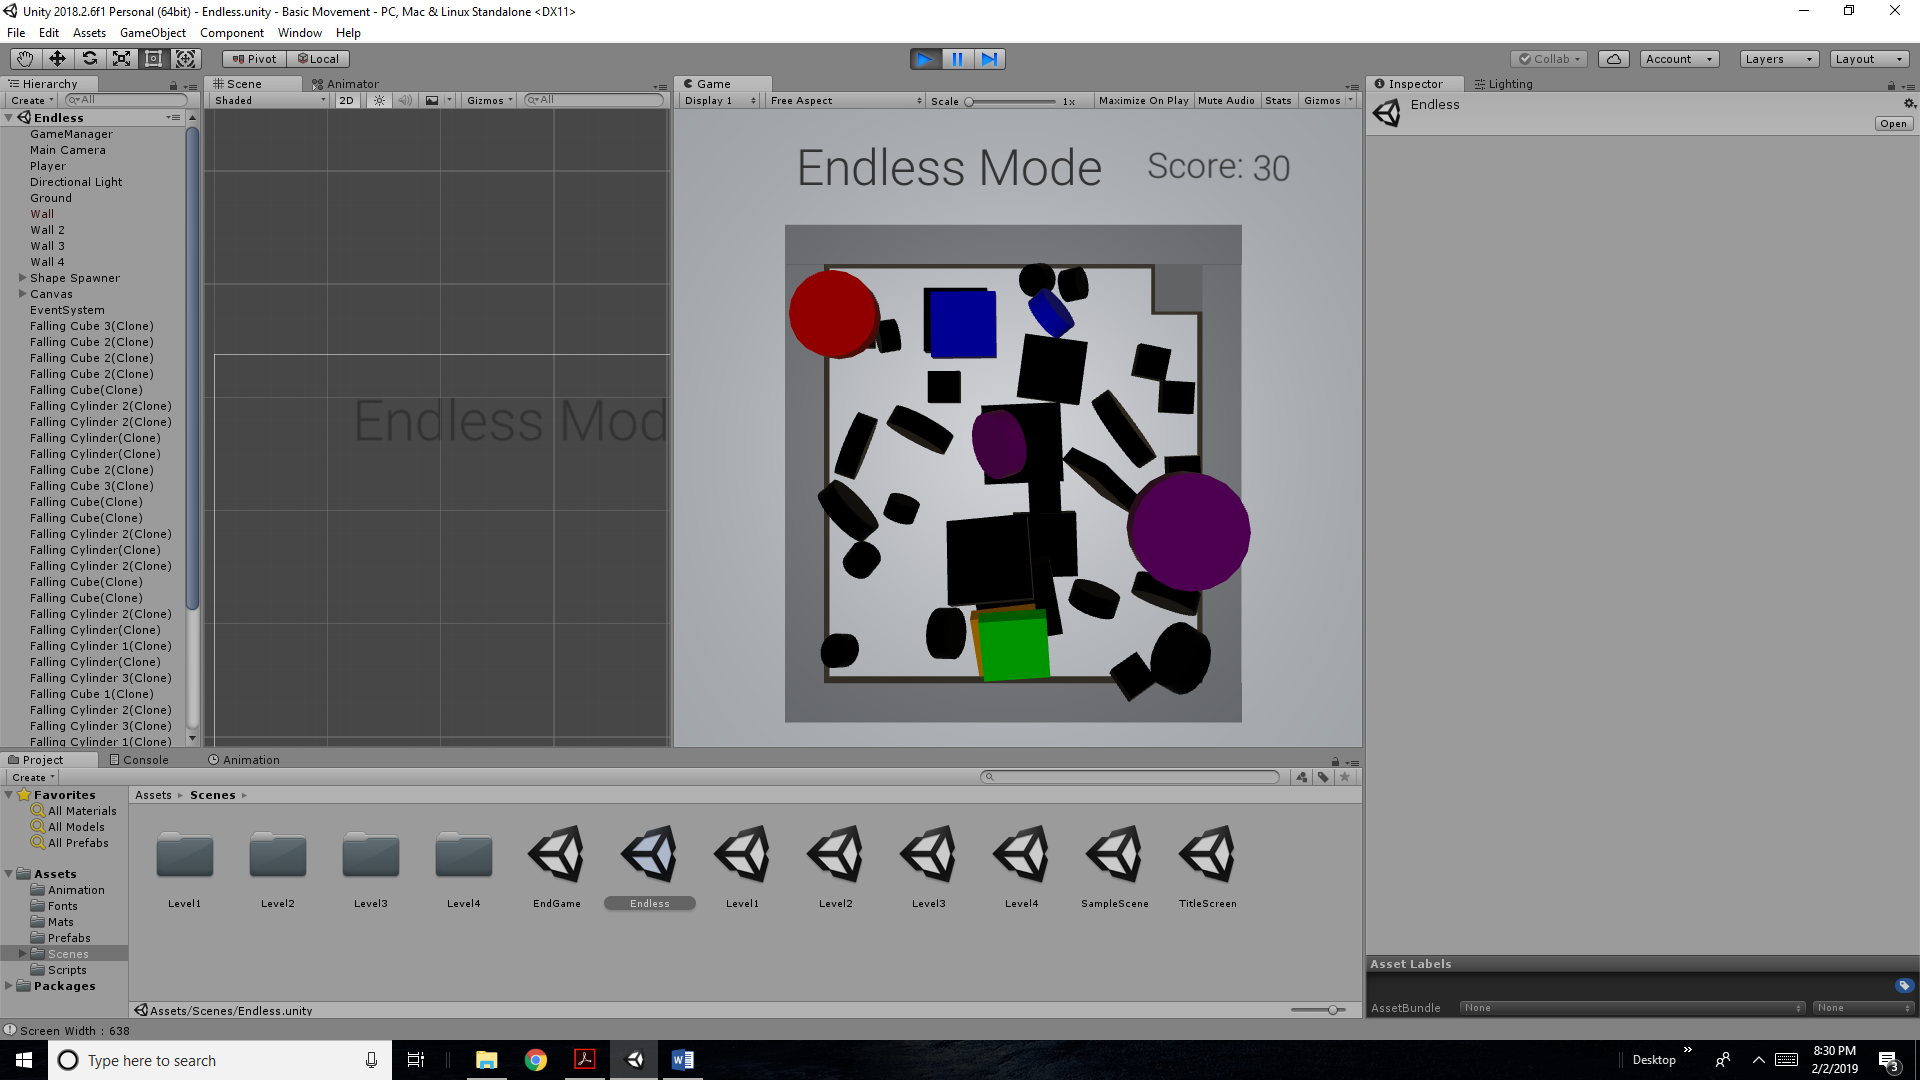 Unity 2018.2.6f1 Personal (64bit) - Endless.unity - Basic Movement - PC, Mac & Linux Standalone <DX11>
File Edit Assets GameObject Component Window Help
Pivot Local Collab Account Layers Layout
Hierarchy
Create All
Endless
GameManager
Main Camera
Player
Directional Light
Ground
Wall
Wall 2
Wall 3
Wall 4
Shape Spawner
Canvas
EventSystem
Falling Cube 3(Clone)
Falling Cube 2(Clone)
Falling Cube 2(Clone)
Falling Cube 2(Clone)
Falling Cube(Clone)
Falling Cylinder 2(Clone)
Falling Cylinder 2(Clone)
Falling Cylinder(Clone)
Falling Cylinder(Clone)
Falling Cube 2(Clone)
Falling Cube 3(Clone)
Falling Cube(Clone)
Falling Cube(Clone)
Falling Cylinder 2(Clone)
Falling Cylinder(Clone)
Falling Cylinder 2(Clone)
Falling Cube(Clone)
Falling Cube(Clone)
Falling Cylinder 2(Clone)
Falling Cylinder(Clone)
Falling Cylinder 1(Clone)
Falling Cylinder(Clone)
Falling Cylinder 3(Clone)
Falling Cube 1(Clone)
Falling Cylinder 2(Clone)
Falling Cylinder 3(Clone)
Falling Cylinder 1(Clone)
Scene Animator
Shaded 2D Gizmos All
Endless Mod
Game
Display 1 Free Aspect Scale 1x Maximize On Play Mute Audio Stats Gizmos
Endless Mode Score: 30
Inspector Lighting
Endless
Open
Project Console Animation
Create
Favorites
All Materials
All Models
All Prefabs
Assets
Animation
Fonts
Mats
Prefabs
Scenes
Scripts
Packages
Assets Scenes
Level1 Level2 Level3 Level4 EndGame Endless Level1 Level2 Level3 Level4 SampleScene TitleScreen
Assets/Scenes/Endless.unity
Asset Labels
AssetBundle None None
Screen Width : 638
Type here to search
Desktop
8:30 PM
2/2/2019
3